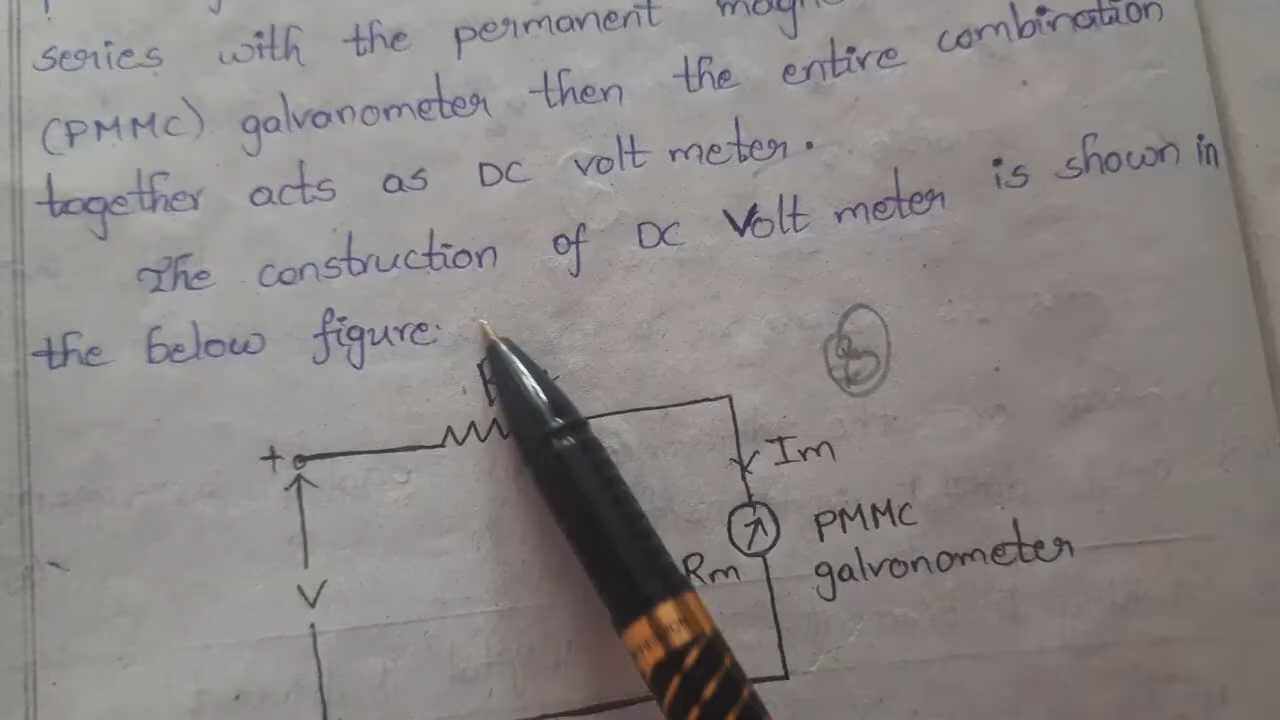 series with the permanent
(PMMC) galvanometer then the entire combination
together acts as DC volt meter.
The construction of DC Volt meter is shown in
the below figure.
+
Im
PMMC
galvonometer
Rm
V